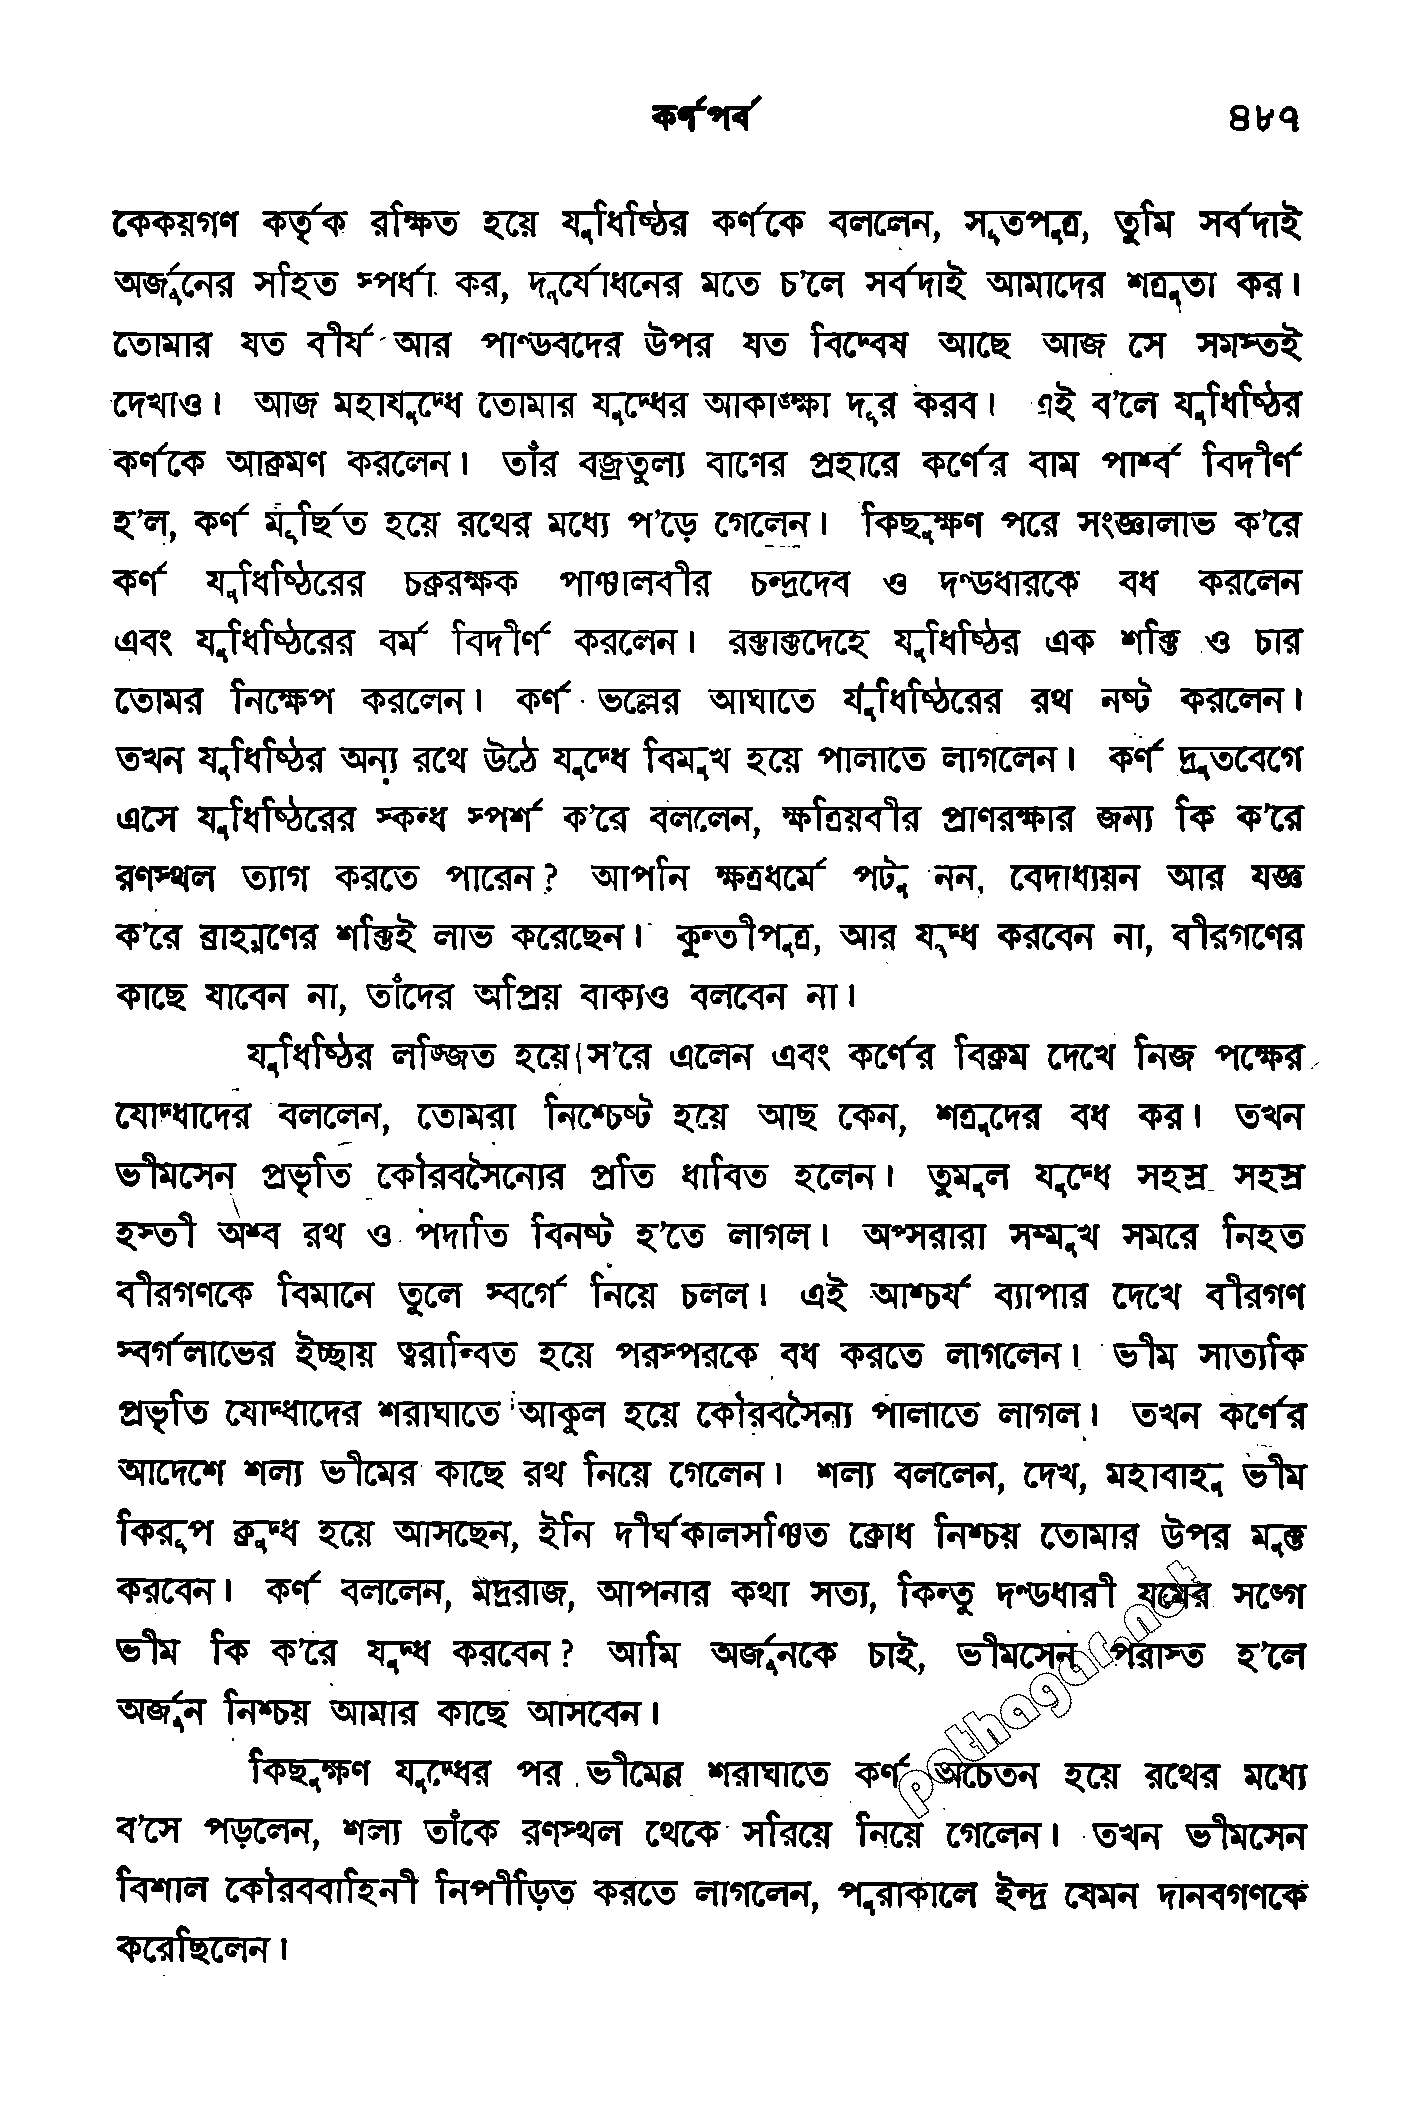 কর্ণপর্ব ৪৮৭
কেকয়গণ কর্তৃক রক্ষিত হয়ে যুধিষ্ঠির কর্ণকে বললেন, সূতপুত্র, তুমি সর্বদাই
অর্জুনের সহিত স্পর্ধা কর, দুর্যোধনের মতে চ’লে সর্বদাই আমাদের শত্রুতা কর।
তোমার যত বীর্য আর পাণ্ডবদের উপর যত বিদ্বেষ আছে আজ সে সমস্তই
দেখাও। আজ মহাযুদ্ধে তোমার যুদ্ধের আকাঙ্ক্ষা দূর করব। এই ব’লে যুধিষ্ঠির
কর্ণকে আক্রমণ করলেন। তাঁর বজ্রতুল্য বাণের প্রহারে কর্ণের বাম পার্শ্ব বিদীর্ণ
হ’ল, কর্ণ মূর্ছিত হয়ে রথের মধ্যে প’ড়ে গেলেন। কিছুক্ষণ পরে সংজ্ঞালাভ ক’রে
কর্ণ যুধিষ্ঠিরের চক্ররক্ষক পাঞ্চালবীর চন্দ্রদেব ও দণ্ডধারকে বধ করলেন
এবং যুধিষ্ঠিরের বর্ম বিদীর্ণ করলেন। রক্তাক্তদেহে যুধিষ্ঠির এক শক্তি ও চার
তোমর নিক্ষেপ করলেন। কর্ণ ভল্লের আঘাতে যুধিষ্ঠিরের রথ নষ্ট করলেন।
তখন যুধিষ্ঠির অন্য রথে উঠে যুদ্ধে বিমুখ হয়ে পালাতে লাগলেন। কর্ণ দ্রুতবেগে
এসে যুধিষ্ঠিরের স্কন্ধ স্পর্শ ক’রে বললেন, ক্ষত্রিয়বীর প্রাণরক্ষার জন্য কি ক’রে
রণস্থল ত্যাগ করতে পারেন? আপনি ক্ষত্রধর্মে পটু নন, বেদাধ্যয়ন আর যজ্ঞ
ক’রে ব্রাহ্মণের শক্তিই লাভ করেছেন। কুন্তীপুত্র, আর যুদ্ধ করবেন না, বীরগণের
কাছে যাবেন না, তাঁদের অপ্রিয় বাক্যও বলবেন না।
যুধিষ্ঠির লজ্জিত হয়ে স’রে এলেন এবং কর্ণের বিক্রম দেখে নিজ পক্ষের
যোদ্ধাদের বললেন, তোমরা নিশ্চেষ্ট হয়ে আছ কেন, শত্রুদের বধ কর। তখন
ভীমসেন প্রভৃতি কৌরবসৈন্যের প্রতি ধাবিত হলেন। তুমুল যুদ্ধে সহস্র সহস্র
হস্তী অশ্ব রথ ও পদাতি বিনষ্ট হ’তে লাগল। অপ্সরারা সম্মুখ সমরে নিহত
বীরগণকে বিমানে তুলে স্বর্গে নিয়ে চলল। এই আশ্চর্য ব্যাপার দেখে বীরগণ
স্বর্গলাভের ইচ্ছায় ত্বরান্বিত হয়ে পরস্পরকে বধ করতে লাগলেন। ভীম সাত্যকি
প্রভৃতি যোদ্ধাদের শরাঘাতে আকুল হয়ে কৌরবসৈন্য পালাতে লাগল। তখন কর্ণের
আদেশে শল্য ভীমের কাছে রথ নিয়ে গেলেন। শল্য বললেন, দেখ, মহাবাহু ভীম
কিরূপ ক্রুদ্ধ হয়ে আসছেন, ইনি দীর্ঘকালসঞ্চিত ক্রোধ নিশ্চয় তোমার উপর মুক্ত
করবেন। কর্ণ বললেন, মদ্ররাজ, আপনার কথা সত্য, কিন্তু দণ্ডধারী যমের সঙ্গে
ভীম কি ক’রে যুদ্ধ করবেন? আমি অর্জুনকে চাই, ভীমসেন পরাস্ত হ’লে
অর্জুন নিশ্চয় আমার কাছে আসবেন।
কিছুক্ষণ যুদ্ধের পর ভীমের শরাঘাতে কর্ণ অচেতন হয়ে রথের মধ্যে
ব’সে পড়লেন, শল্য তাঁকে রণস্থল থেকে সরিয়ে নিয়ে গেলেন। তখন ভীমসেন
বিশাল কৌরববাহিনী নিপীড়িত করতে লাগলেন, পুরাকালে ইন্দ্র যেমন দানবগণকে
করেছিলেন।
pathagar.net